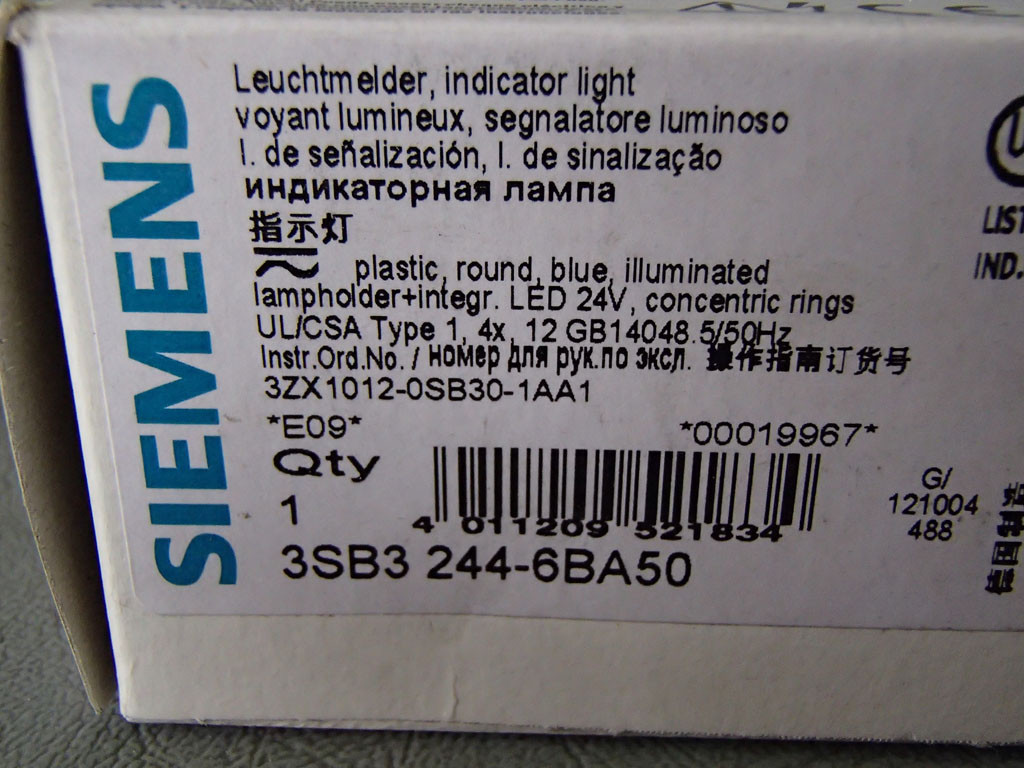 SIEMENS
Leuchtmelder, indicator light
voyant lumineux, segnalatore luminoso
l. de señalización, l. de sinalização
индикаторная лампа
指示灯
plastic, round, blue, illuminated
lampholder+integr. LED 24V, concentric rings
UL/CSA Type 1, 4x, 12 GB14048.5/50Hz
Instr.Ord.No. / номер для рук.по эксл. 操作指南订货号
3ZX1012-0SB30-1AA1
*E09* *00019967*
Qty
1
4 011209 521834
3SB3 244-6BA50
G/
121004
488
IND.